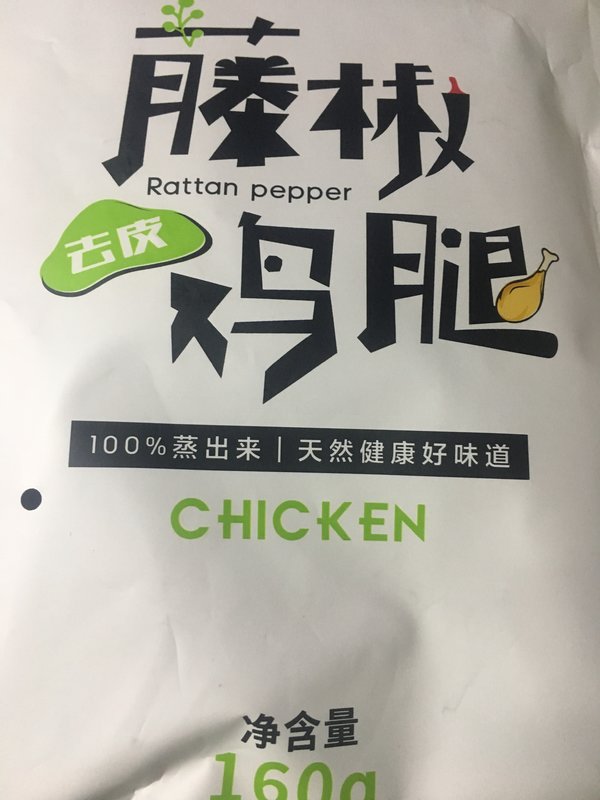 藤椒
Rattan pepper
去皮
鸡腿
100%蒸出来|天然健康好味道
CHICKEN
净含量
160g